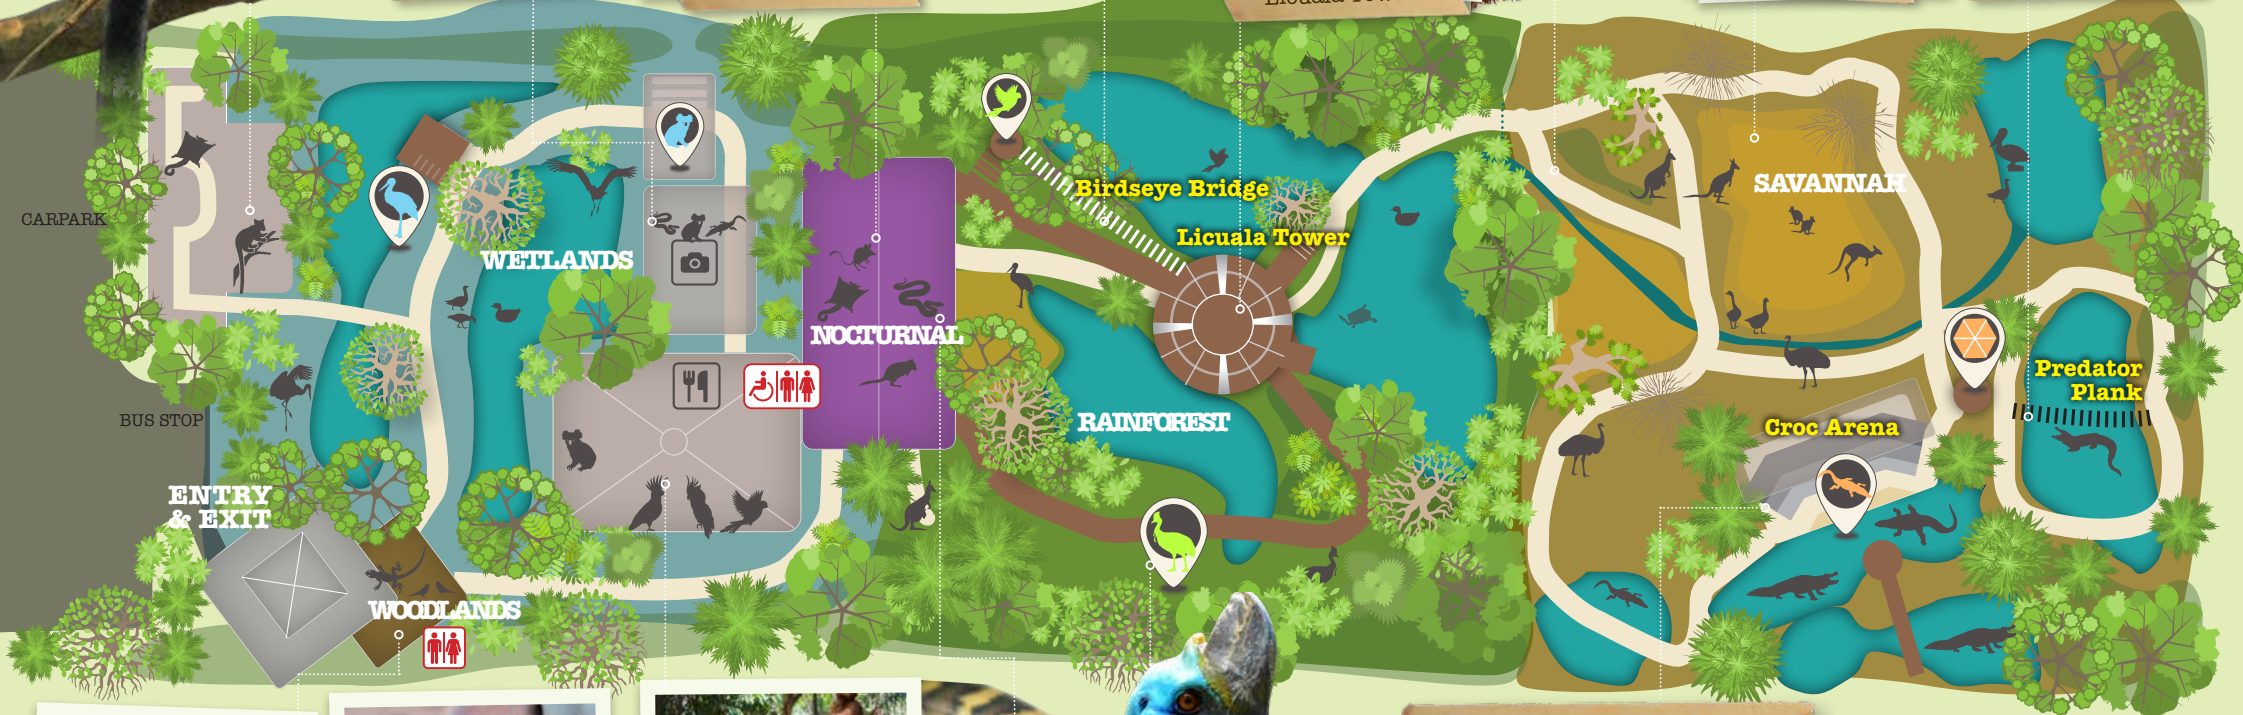 CARPARK
BUS STOP
ENTRY
& EXIT
WOODLANDS
WETLANDS
NOCTURNAL
Birdseye Bridge
Licuala Tower
RAINFOREST
SAVANNAH
Croc Arena
Predator
Plank